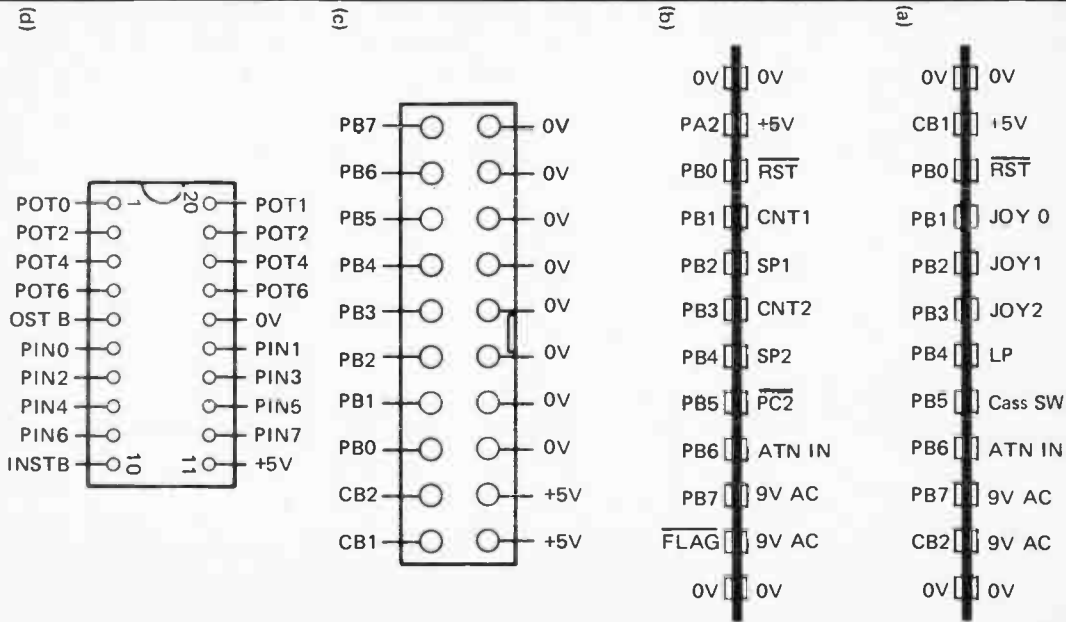 (d)
POT0 1 20 POT1
POT2 POT2
POT4 POT4
POT6 POT6
OST B 0V
PIN0 PIN1
PIN2 PIN3
PIN4 PIN5
PIN6 PIN7
INSTB 10 11 +5V
(c)
PB7 0V
PB6 0V
PB5 0V
PB4 0V
PB3 0V
PB2 0V
PB1 0V
PB0 0V
CB2 +5V
CB1 +5V
(b)
0V 0V
PA2 +5V
PB0 RST
PB1 CNT1
PB2 SP1
PB3 CNT2
PB4 SP2
PB5 PC2
PB6 ATN IN
PB7 9V AC
FLAG 9V AC
0V 0V
(a)
0V 0V
CB1 +5V
PB0 RST
PB1 JOY 0
PB2 JOY1
PB3 JOY2
PB4 LP
PB5 Cass SW
PB6 ATN IN
PB7 9V AC
CB2 9V AC
0V 0V